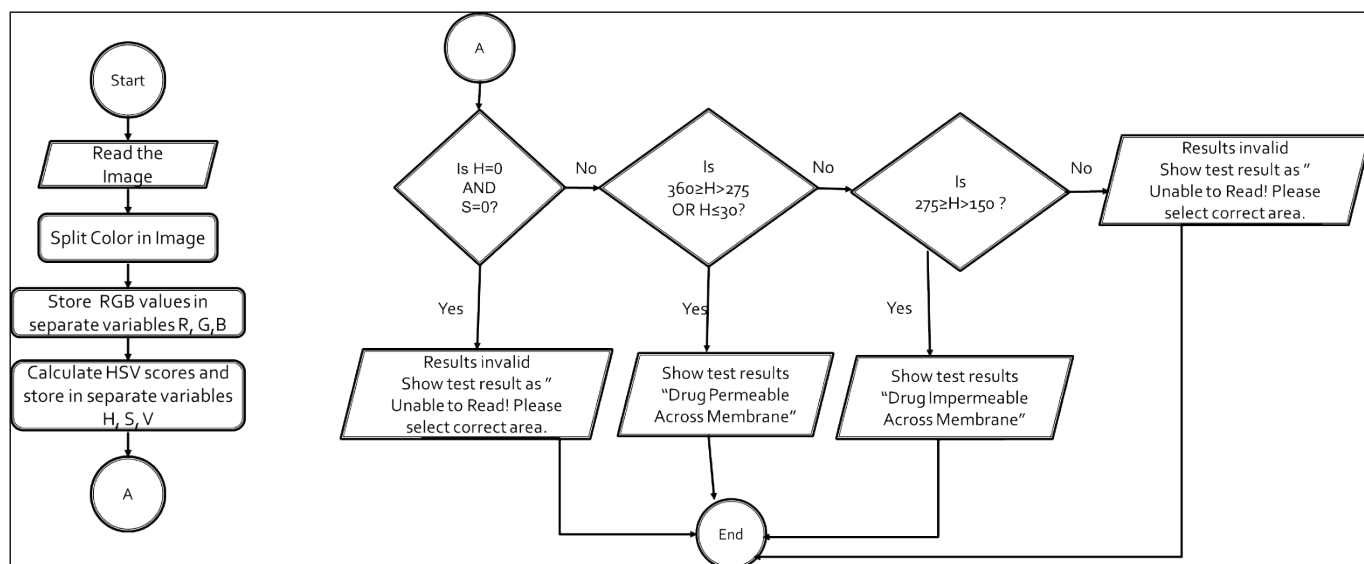 Start
Read the
Image
Split Color in Image
Store RGB values in
separate variables R, G,B
Calculate HSV scores and
store in separate variables
H, S, V
A
A
Is H=0
AND
S=0?
No
Is
360≥H>275
OR H≤30?
No
Is
275≥H>150 ?
No
Results invalid
Show test result as "
Unable to Read! Please
select correct area.
Yes
Yes
Yes
Results invalid
Show test result as "
Unable to Read! Please
select correct area.
Show test results
"Drug Permeable
Across Membrane"
Show test results
"Drug Impermeable
Across Membrane"
End